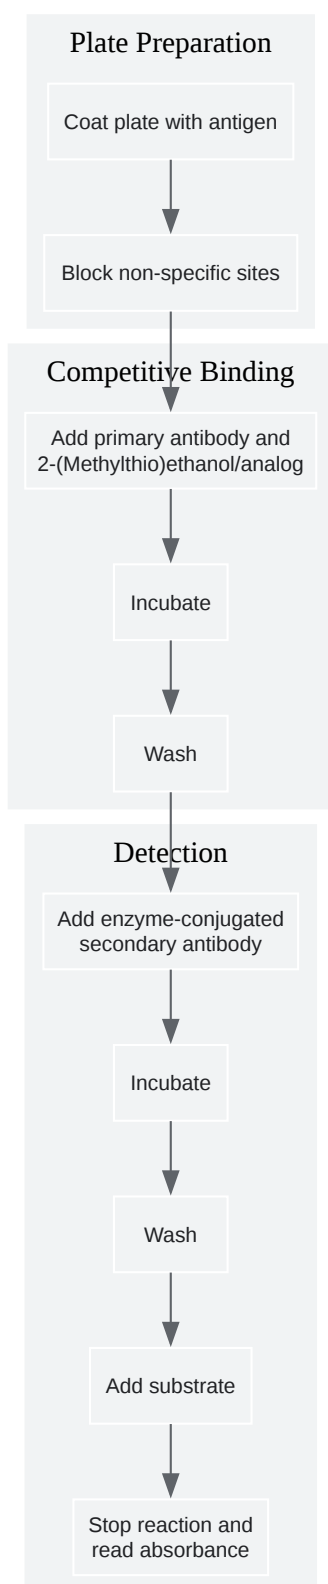 Plate Preparation
Coat plate with antigen
Block non-specific sites
Competitive Binding
Add primary antibody and
2-(Methylthio)ethanol/analog
Incubate
Wash
Detection
Add enzyme-conjugated
secondary antibody
Incubate
Wash
Add substrate
Stop reaction and
read absorbance